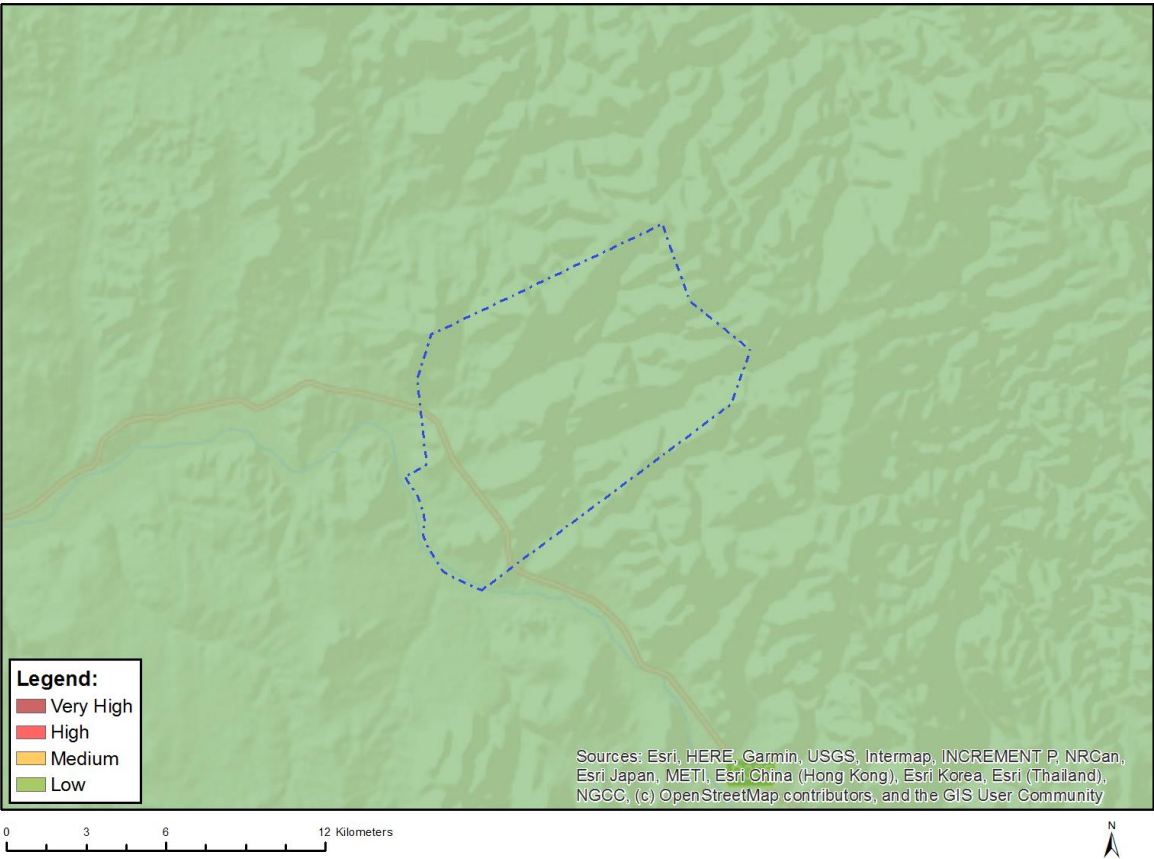 Legend:
Very High
High
Medium
Low
Sources: Esri, HERE, Garmin, USGS, Intermap, INCREMENT P, NRCan,
Esri Japan, METI, Esri China (Hong Kong), Esri Korea, Esri (Thailand),
NGCC, (c) OpenStreetMap contributors, and the GIS User Community
0 3 6 12 Kilometers
N